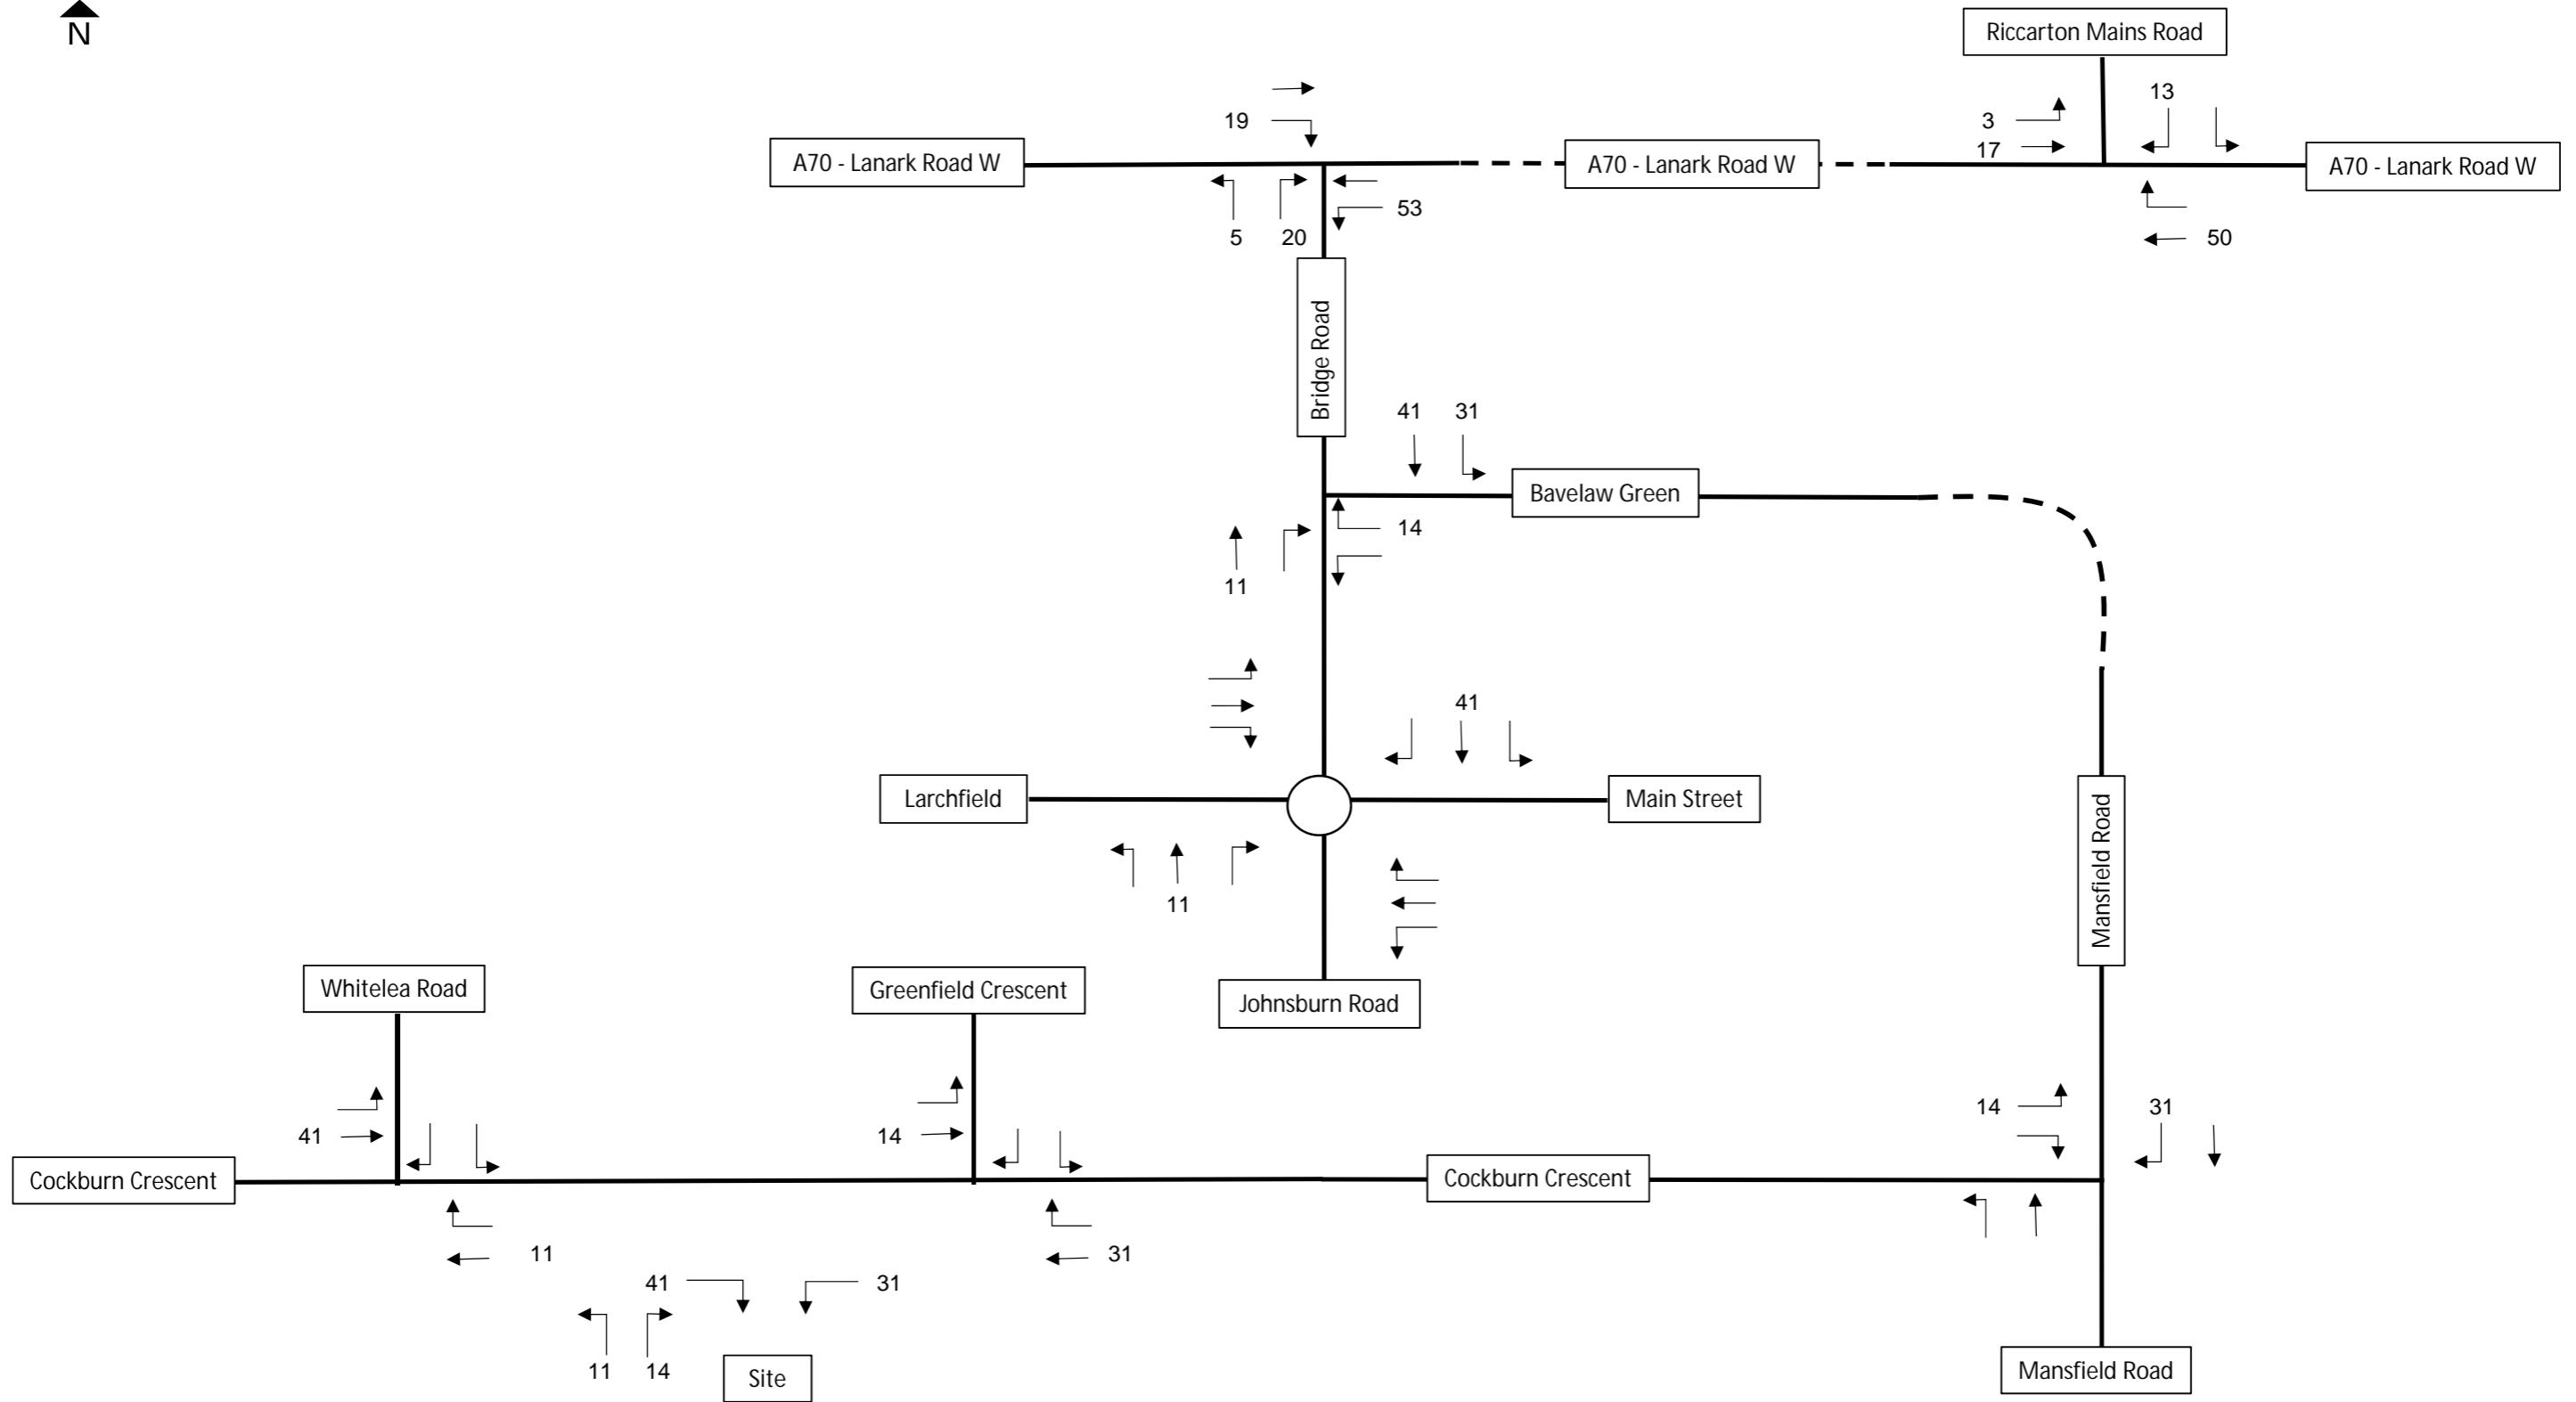 N
Riccarton Mains Road
13
3
17
19
A70 - Lanark Road W
A70 - Lanark Road W
A70 - Lanark Road W
53
5
20
50
Bridge Road
41
31
Bavelaw Green
14
11
41
Larchfield
Main Street
Mansfield Road
11
Whitelea Road
Greenfield Crescent
Johnsburn Road
14
31
41
14
Cockburn Crescent
Cockburn Crescent
11
31
41
31
11
14
Site
Mansfield Road